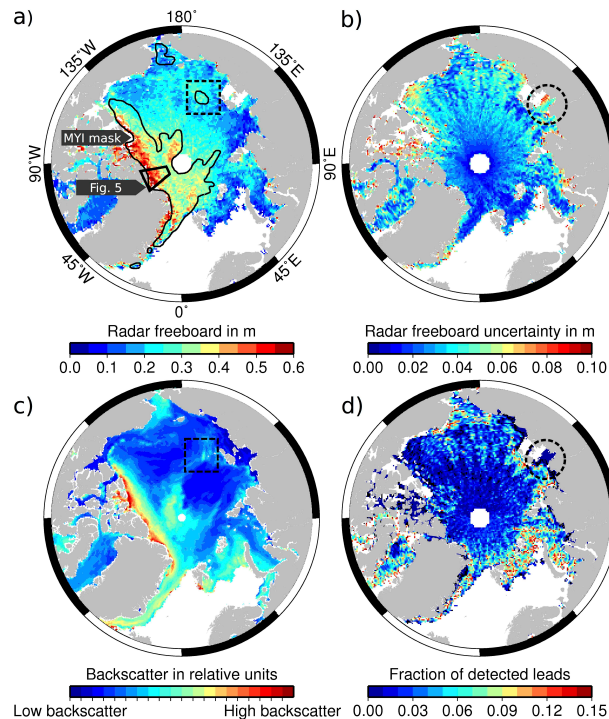 a)
180°
b)
135°W
135°E
MYI mask
90°W
90°E
Fig. 5
45°W
45°E
0°
Radar freeboard in m
0.0 0.1 0.2 0.3 0.4 0.5 0.6
Radar freeboard uncertainty in m
0.00 0.02 0.04 0.06 0.08 0.10
c)
d)
Backscatter in relative units
Low backscatter High backscatter
Fraction of detected leads
0.00 0.03 0.06 0.09 0.12 0.15